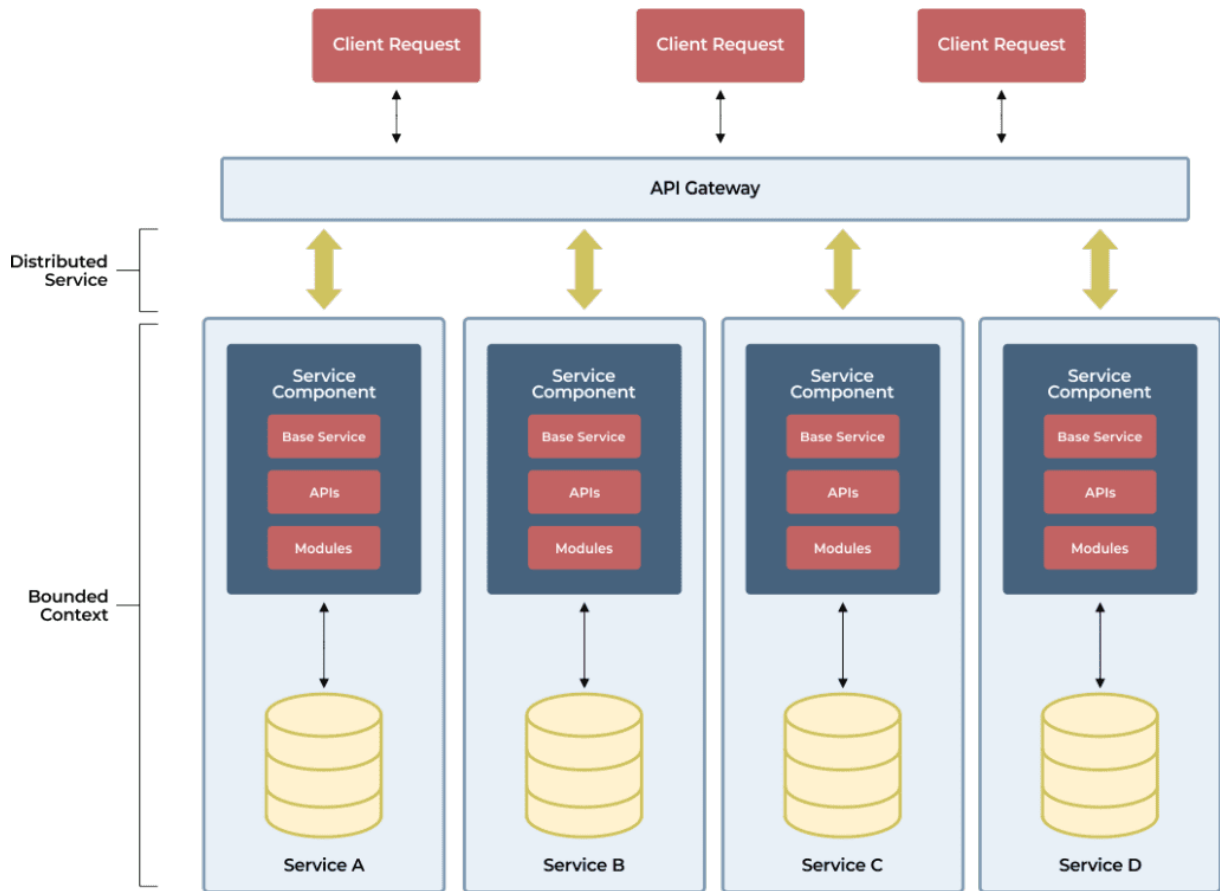 Client Request
Client Request
Client Request
API Gateway
Distributed
Service
Service
Component
Base Service
APIs
Modules
Service
Component
Base Service
APIs
Modules
Service
Component
Base Service
APIs
Modules
Service
Component
Base Service
APIs
Modules
Bounded
Context
Service A
Service B
Service C
Service D